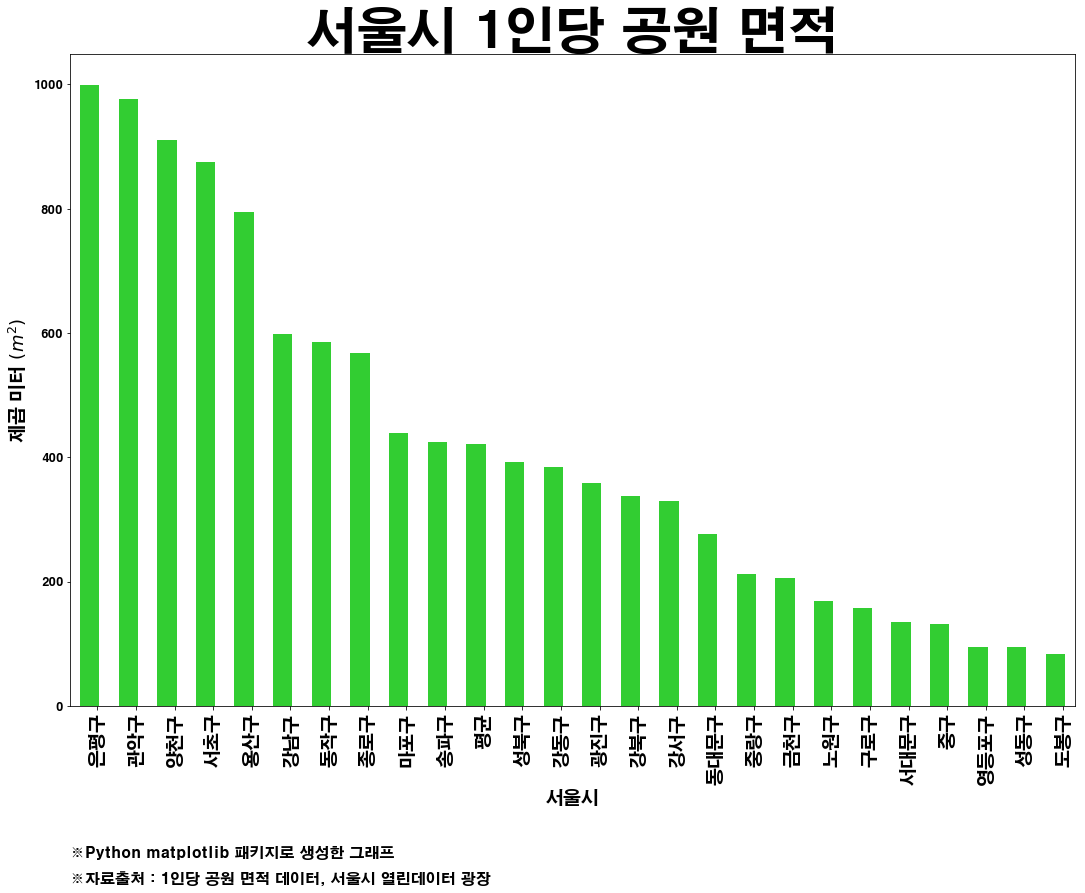 서울시 1인당 공원 면적
1000
800
600
400
200
0
제곱 미터 (m²)
은평구
관악구
양천구
서초구
용산구
강남구
동작구
종로구
마포구
송파구
평균
성북구
강동구
광진구
강북구
강서구
동대문구
중랑구
금천구
노원구
구로구
서대문구
중구
영등포구
성동구
도봉구
서울시
※Python matplotlib 패키지로 생성한 그래프
※자료출처 : 1인당 공원 면적 데이터, 서울시 열린데이터 광장